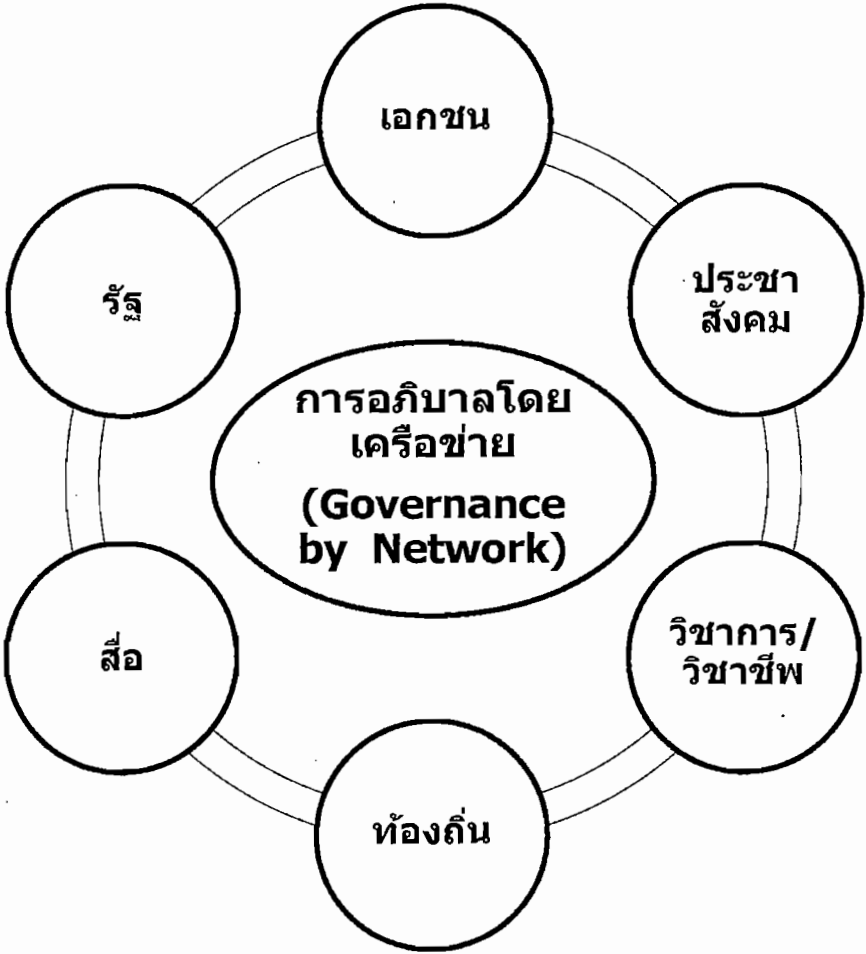 เอกชน
ประชา
สังคม
วิชาการ/
วิชาชีพ
ท้องถิ่น
สื่อ
รัฐ
การอภิบาลโดย
เครือข่าย
(Governance
by Network)